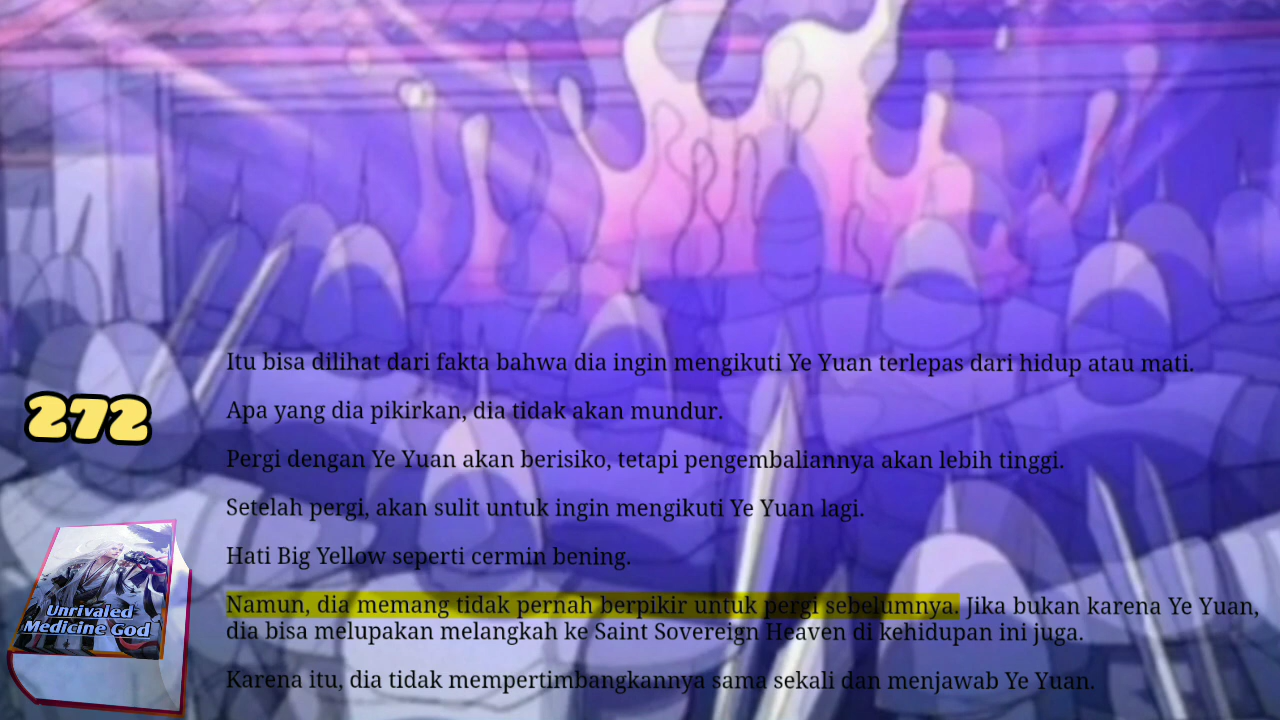 Itu bisa dilihat dari fakta bahwa dia ingin mengikuti Ye Yuan terlepas dari hidup atau mati.
Apa yang dia pikirkan, dia tidak akan mundur.
Pergi dengan Ye Yuan akan berisiko, tetapi pengembaliannya akan lebih tinggi.
Setelah pergi, akan sulit untuk ingin mengikuti Ye Yuan lagi.
Hati Big Yellow seperti cermin bening.
Namun, dia memang tidak pernah berpikir untuk pergi sebelumnya. Jika bukan karena Ye Yuan,
dia bisa melupakan melangkah ke Saint Sovereign Heaven di kehidupan ini juga.
Karena itu, dia tidak mempertimbangkannya sama sekali dan menjawab Ye Yuan.
272
Unrivaled
Medicine God